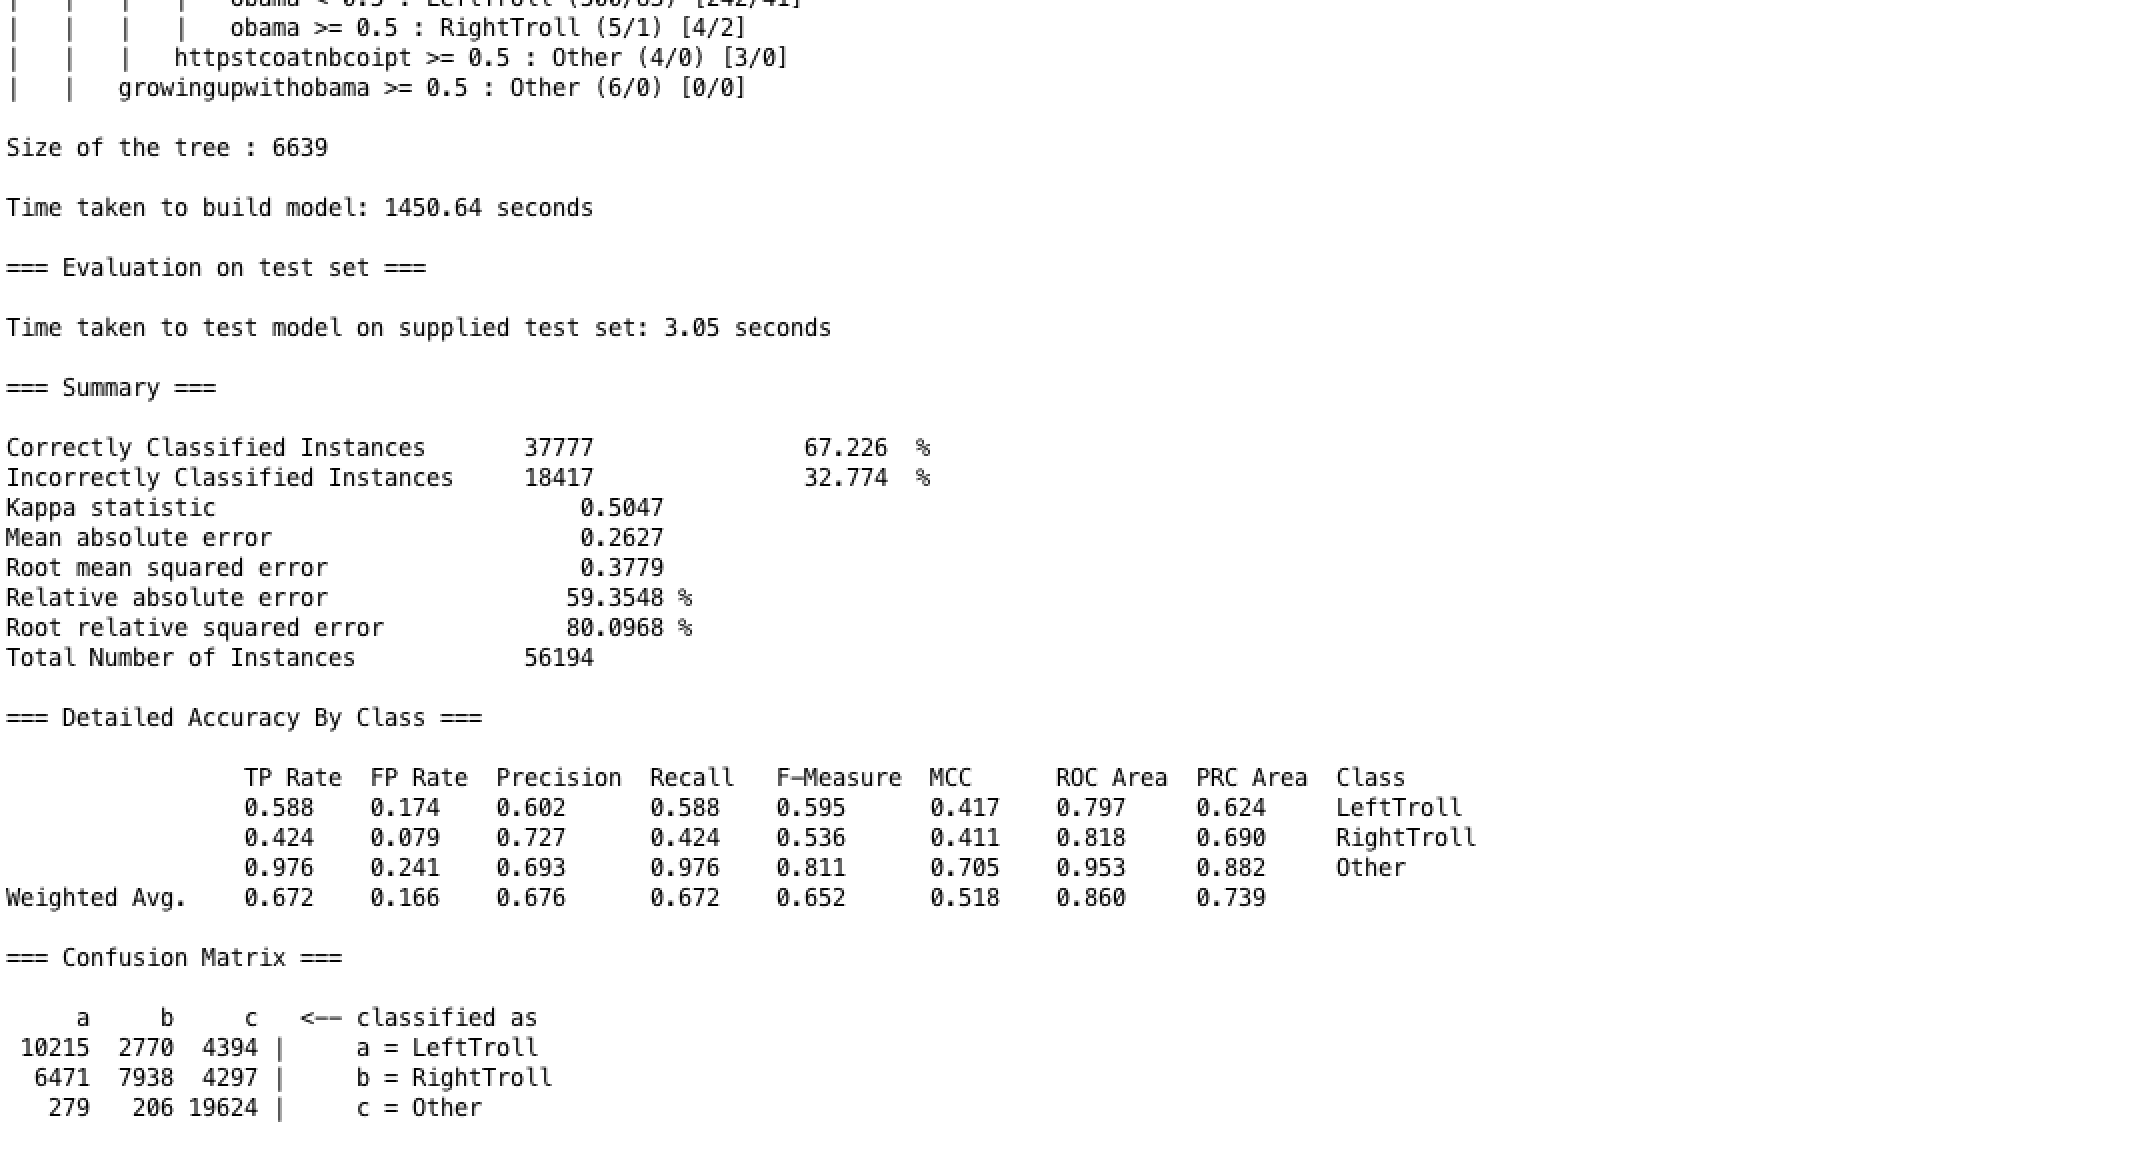 |   |   |   |   obama < 0.5 : LeftTroll (500/85) [242/41]
|   |   |   |   obama >= 0.5 : RightTroll (5/1) [4/2]
|   |   |   httpstcoatnbcoipt >= 0.5 : Other (4/0) [3/0]
|   |   growingupwithobama >= 0.5 : Other (6/0) [0/0]
Size of the tree : 6639
Time taken to build model: 1450.64 seconds
=== Evaluation on test set ===
Time taken to test model on supplied test set: 3.05 seconds
=== Summary ===
Correctly Classified Instances       37777               67.226  %
Incorrectly Classified Instances     18417               32.774  %
Kappa statistic                          0.5047
Mean absolute error                      0.2627
Root mean squared error                  0.3779
Relative absolute error                 59.3548 %
Root relative squared error             80.0968 %
Total Number of Instances            56194
=== Detailed Accuracy By Class ===
                 TP Rate  FP Rate  Precision  Recall   F-Measure  MCC      ROC Area  PRC Area  Class
                 0.588    0.174    0.602      0.588    0.595      0.417    0.797     0.624     LeftTroll
                 0.424    0.079    0.727      0.424    0.536      0.411    0.818     0.690     RightTroll
                 0.976    0.241    0.693      0.976    0.811      0.705    0.953     0.882     Other
Weighted Avg.    0.672    0.166    0.676      0.672    0.652      0.518    0.860     0.739
=== Confusion Matrix ===
     a     b     c   <-- classified as
 10215  2770  4394 |     a = LeftTroll
  6471  7938  4297 |     b = RightTroll
   279   206 19624 |     c = Other